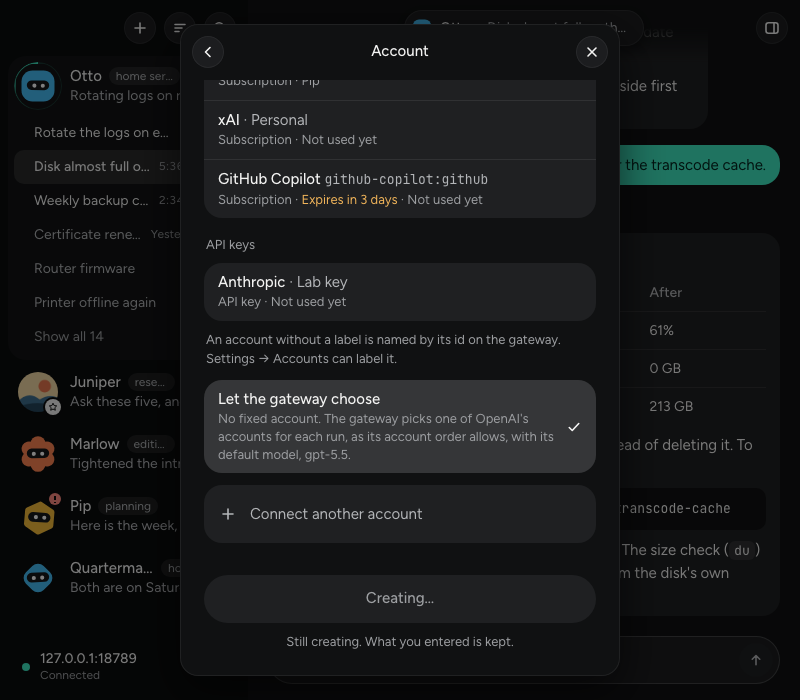 Account
Subscription · Pip
xAI · Personal
Subscription · Not used yet
GitHub Copilot github-copilot:github
Subscription · Expires in 3 days · Not used yet
API keys
Anthropic · Lab key
API key · Not used yet
An account without a label is named by its id on the gateway.
Settings → Accounts can label it.
Let the gateway choose
No fixed account. The gateway picks one of OpenAI's
accounts for each run, as its account order allows, with its
default model, gpt-5.5.
Connect another account
Creating...
Still creating. What you entered is kept.
Otto home ser...
Rotating logs on
Rotate the logs on e...
Disk almost full o... 5:36
Weekly backup c... 2:34
Certificate rene... Yeste
Router firmware
Printer offline again
Show all 14
Juniper rese...
Ask these five, an
Marlow editi...
Tightened the int
Pip planning
Here is the week,
Quarterma... ho
Both are on Satur
127.0.0.1:18789
Connected
date
side first
the transcode cache.
After
61%
0 GB
213 GB
ead of deleting it. To
transcode-cache
The size check ( du )
m the disk's own